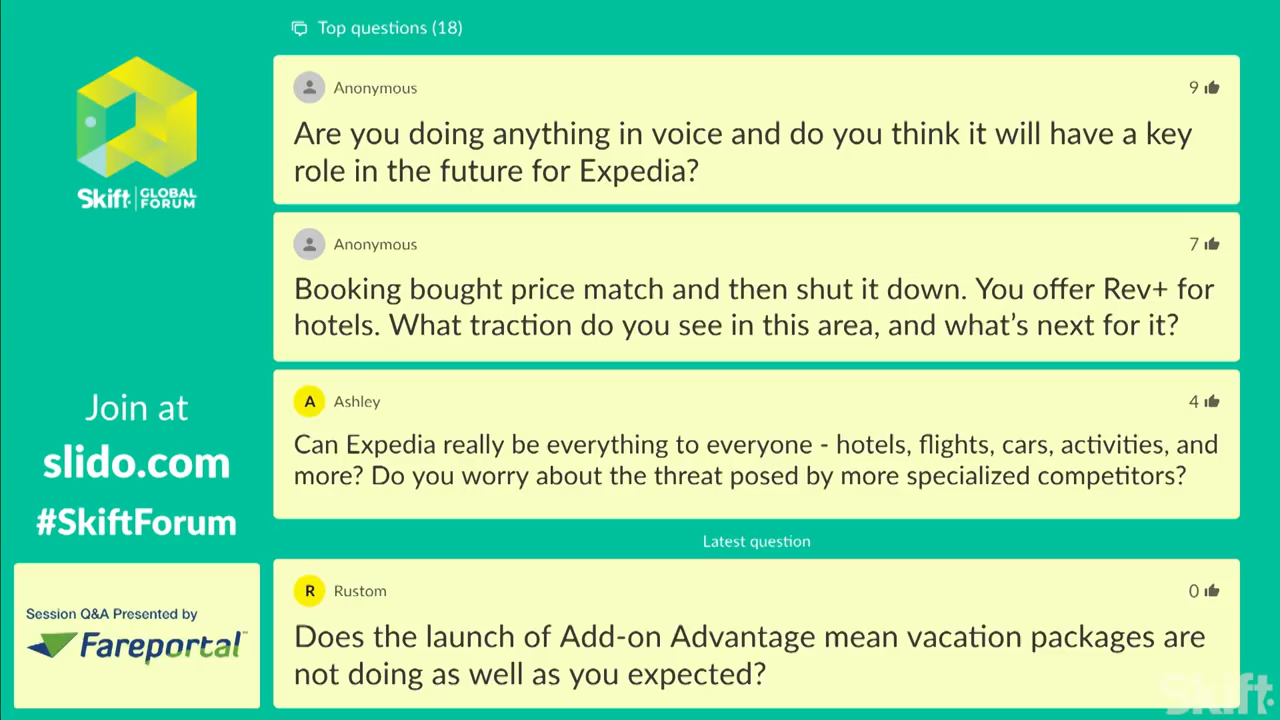 Top questions (18)
Skift GLOBAL
FORUM
Anonymous
9
Are you doing anything in voice and do you think it will have a key
role in the future for Expedia?
Anonymous
7
Booking bought price match and then shut it down. You offer Rev+ for
hotels. What traction do you see in this area, and what’s next for it?
A Ashley
4
Can Expedia really be everything to everyone - hotels, flights, cars, activities, and
more? Do you worry about the threat posed by more specialized competitors?
Join at
slido.com
#SkiftForum
Latest question
R Rustom
0
Does the launch of Add-on Advantage mean vacation packages are
not doing as well as you expected?
Session Q&A Presented by
Fareportal™
Skift.